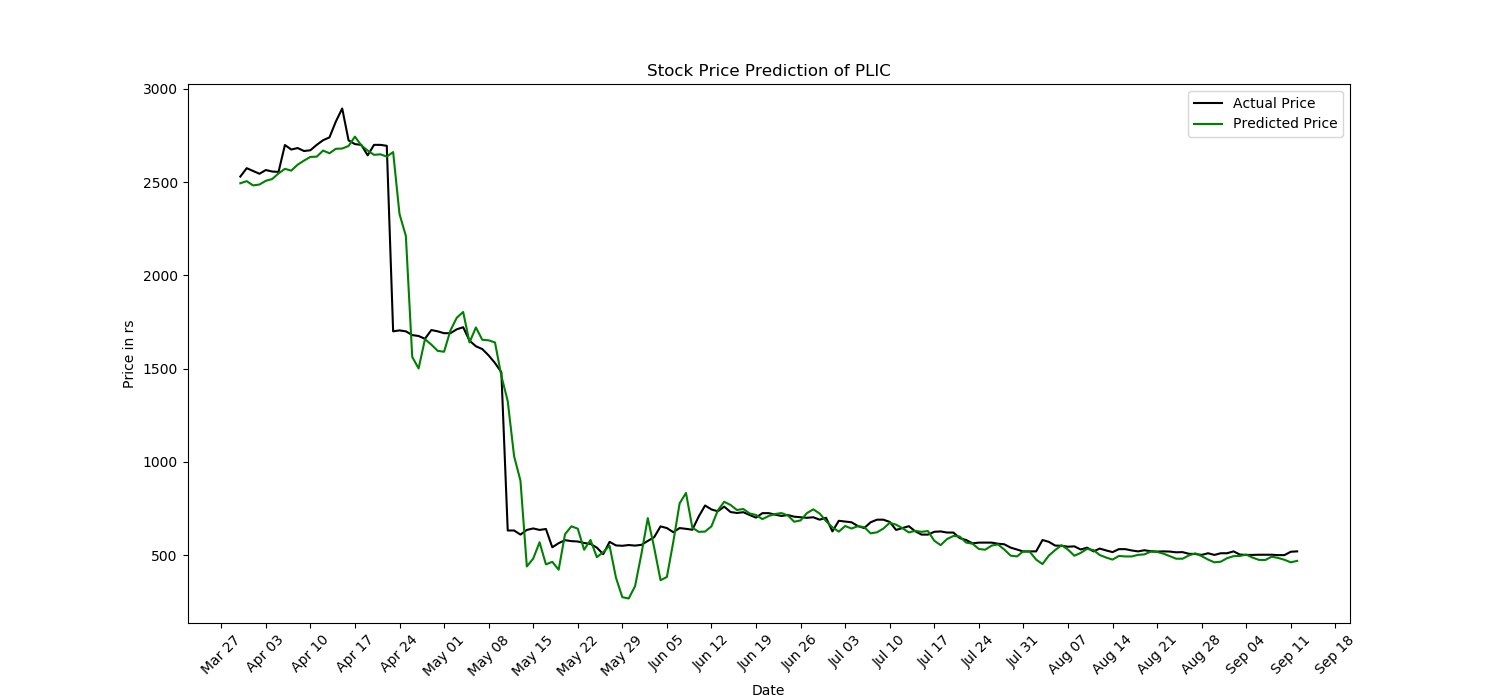 Stock Price Prediction of PLIC
Actual Price
Predicted Price
Price in rs
3000
2500
2000
1500
1000
500
Mar 27
Apr 03
Apr 10
Apr 17
Apr 24
May 01
May 08
May 15
May 22
May 29
Jun 05
Jun 12
Jun 19
Jun 26
Jul 03
Jul 10
Jul 17
Jul 24
Jul 31
Aug 07
Aug 14
Aug 21
Aug 28
Sep 04
Sep 11
Sep 18
Date